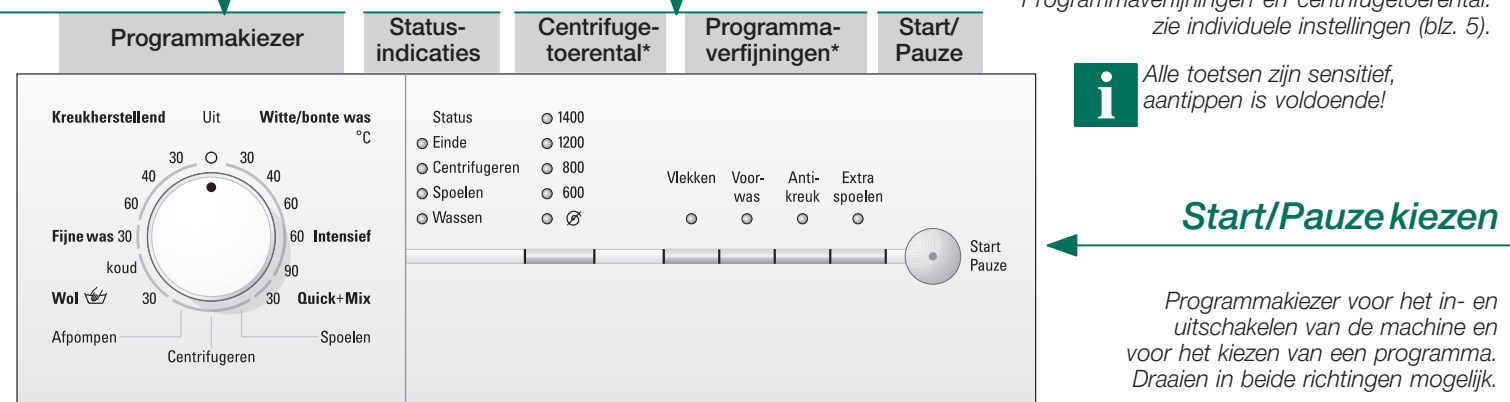 Programmaverfijningen en centrifugetoerental:
zie individuele instellingen (blz. 5).
Programmakiezer
Status-
indicaties
Centrifuge-
toerental*
Programma-
verfijningen*
Start/
Pauze
i
Alle toetsen zijn sensitief,
aantippen is voldoende!
Kreukherstellend
Uit
Witte/bonte was
°C
30
30
40
40
60
60
Fijne was 30
60 Intensief
koud
90
Wol 30
30 Quick+Mix
Afpompen
Spoelen
Centrifugeren
Status
Einde
Centrifugeren
Spoelen
Wassen
1400
1200
800
600
Vlekken
Voor-
was
Anti-
kreuk
Extra
spoelen
Start
Pauze
Start/Pauze kiezen
Programmakiezer voor het in- en
uitschakelen van de machine en
voor het kiezen van een programma.
Draaien in beide richtingen mogelijk.